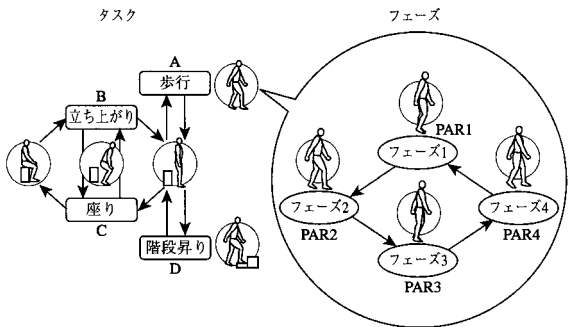 タスク
フェーズ
A
歩行
B
立ち上がり
座り
C
階段昇り
D
PAR1
フェーズ1
フェーズ2
PAR2
フェーズ3
PAR3
フェーズ4
PAR4